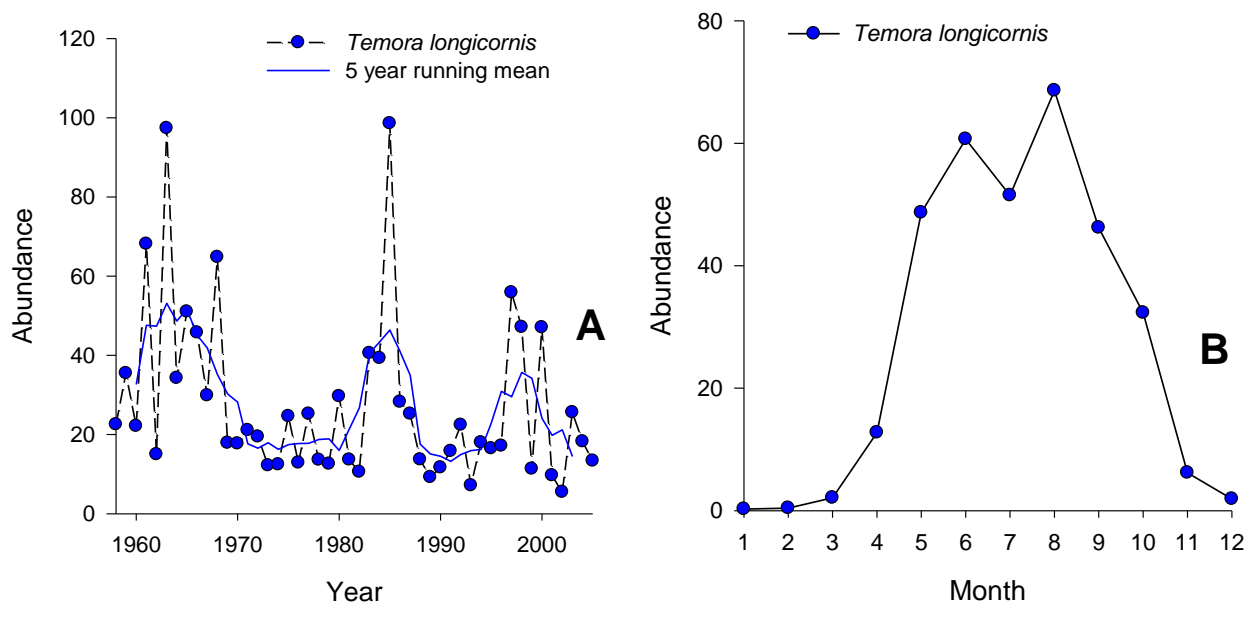 Temora longicornis
5 year running mean
120
100
80
60
40
20
0
Abundance
A
1960 1970 1980 1990 2000
Year
Temora longicornis
80
60
40
20
0
Abundance
B
1 2 3 4 5 6 7 8 9 10 11 12
Month